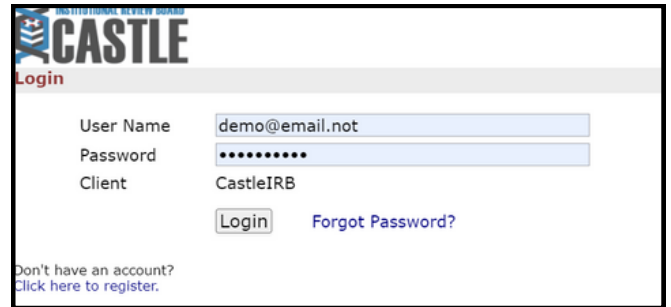 INSTITUTIONAL REVIEW BOARD
CASTLE
Login
User Name demo@email.not
Password ••••••••••
Client CastleIRB
Login Forgot Password?
Don't have an account?
Click here to register.